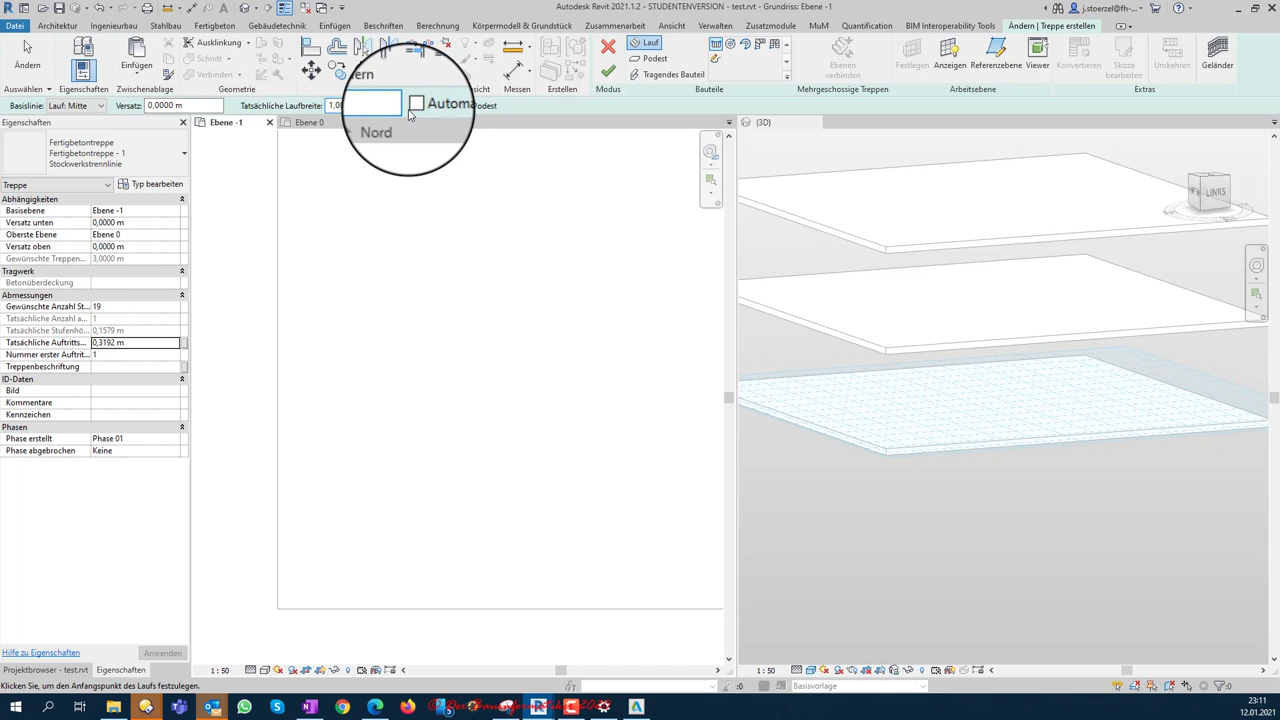 Autodesk Revit 2021.1.2 - STUDENTENVERSION - test.rvt - Grundriss: Ebene -1
j.stoerzel@fh-...
Datei Architektur Ingenieurbau Stahlbau Fertigbeton Gebäudetechnik Einfügen Beschriften Berechnung Körpermodell & Grundstück Zusammenarbeit Ansicht Verwalten Zusatzmodule MuM Quantification BIM Interoperability Tools Ändern | Treppe erstellen
Ändern Einfügen Ausklinkung Lauf
Schnitt Podest
Verbinden Tragendes Bauteil
Ebenen verbinden Festlegen Anzeigen Referenzebene Viewer Skizze bearbeiten Umkehren Geländer
Auswählen Eigenschaften Zwischenablage Geometrie Messen Erstellen Modus Bauteile Mehrgeschossige Treppen Arbeitsebene Extras
Basislinie: Lauf: Mitte Versatz: 0,0000 m Tatsächliche Laufbreite: Automa Podest
Nord
Eigenschaften Ebene -1 Ebene 0 {3D}
Fertigbetontreppe
Fertigbetontreppe - 1
Stockwerkstrennlinie
Treppe Typ bearbeiten
Abhängigkeiten
Basisebene Ebene -1
Versatz unten 0,0000 m
Oberste Ebene Ebene 0
Versatz oben 0,0000 m
Gewünschte Treppen... 3,0000 m
Tragwerk
Betonüberdeckung
Abmessungen
Gewünschte Anzahl St... 19
Tatsächliche Anzahl a... 1
Tatsächliche Stufenhö... 0,1579 m
Tatsächliche Auftritts... 0,3192 m
Nummer erster Auftrit... 1
Treppenbeschriftung
ID-Daten
Bild
Kommentare
Kennzeichen
Phasen
Phase erstellt Phase 01
Phase abgebrochen Keine
LINKS
Hilfe zu Eigenschaften Anwenden
Projektbrowser - test.rvt Eigenschaften 1 : 50 1 : 50
Klicken Sie, um den Anfangspunkt des Laufs festzulegen. :0 Basisvorlage :0
23:11
12.01.2021